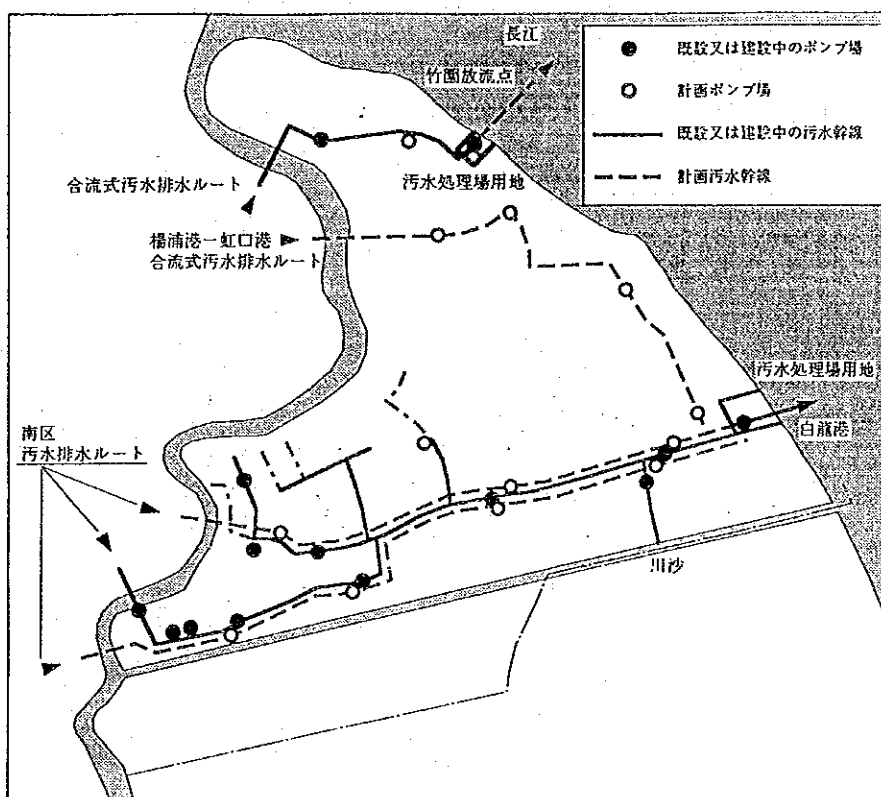 長江
竹園放流点
既設又は建設中のポンプ場
計画ポンプ場
既設又は建設中の汚水幹線
計画汚水幹線
合流式汚水排水ルート
汚水処理場用地
楊浦港ー虹口港
合流式汚水排水ルート
汚水処理場用地
白龍港
南区
汚水排水ルート
川沙